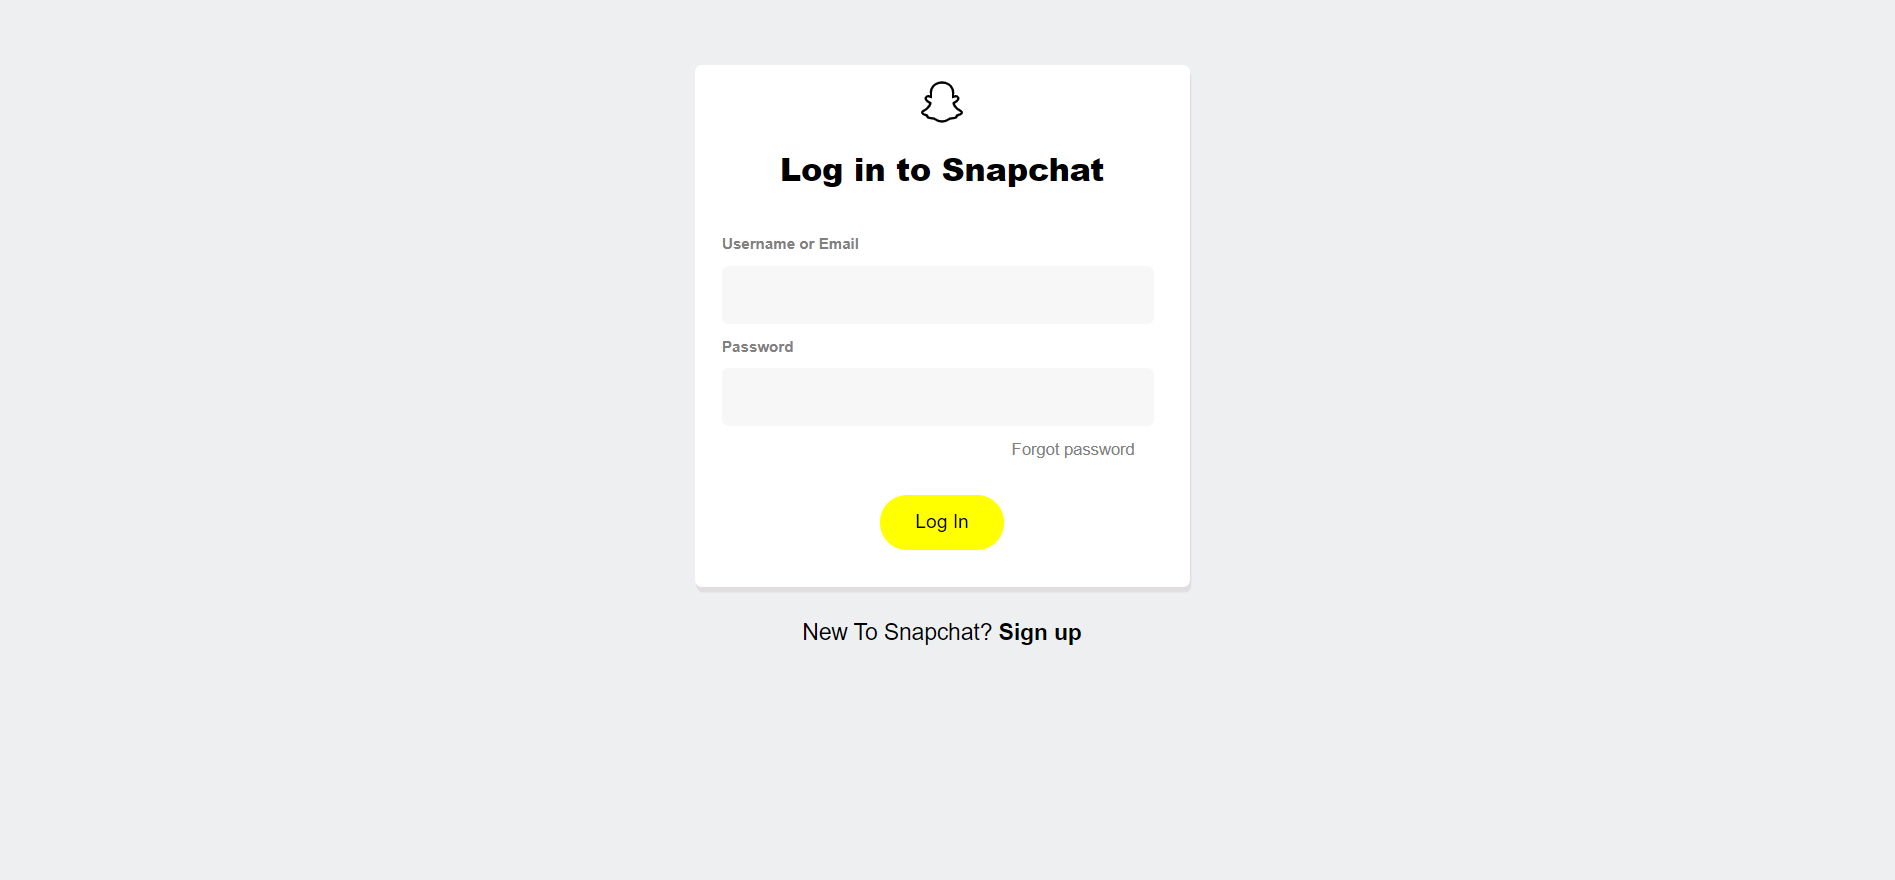 Log in to Snapchat
Username or Email
Password
Forgot password
Log In
New To Snapchat? Sign up